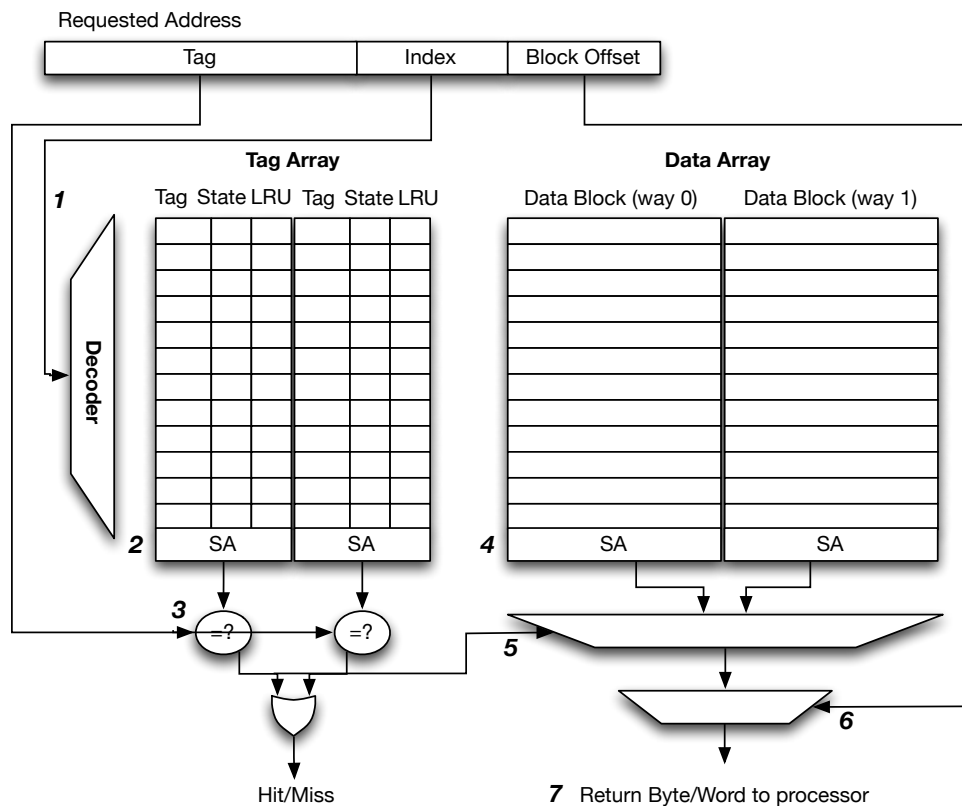 Requested Address
Tag Index Block Offset
Tag Array Data Array
1
Tag State LRU Tag State LRU Data Block (way 0) Data Block (way 1)
Decoder
2 SA SA 4 SA SA
3 =? =?
5
6
Hit/Miss 7 Return Byte/Word to processor